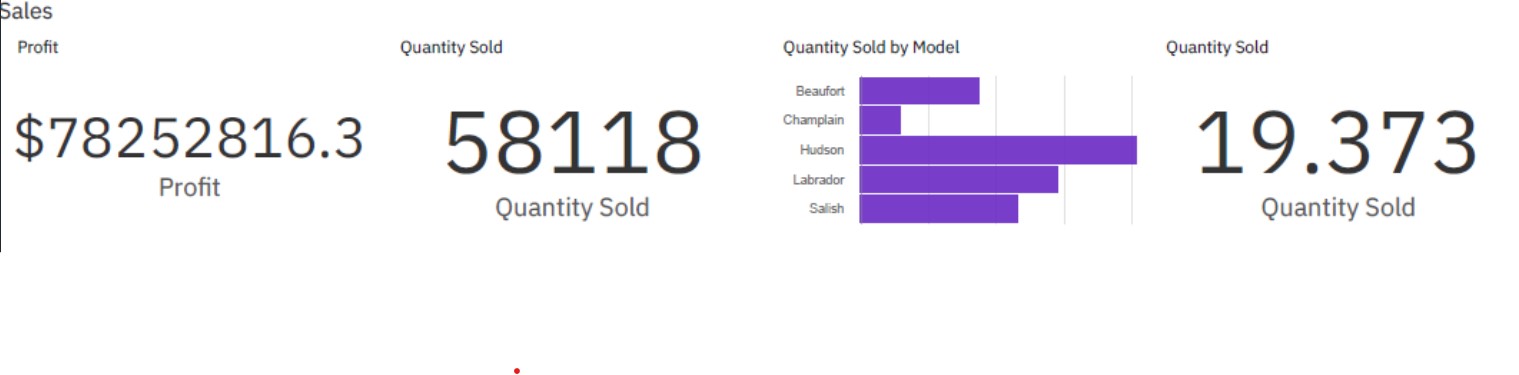 Sales
Profit
$78252816.3
Profit
Quantity Sold
58118
Quantity Sold
Quantity Sold by Model
Beaufort
Champlain
Hudson
Labrador
Salish
Quantity Sold
19.373
Quantity Sold